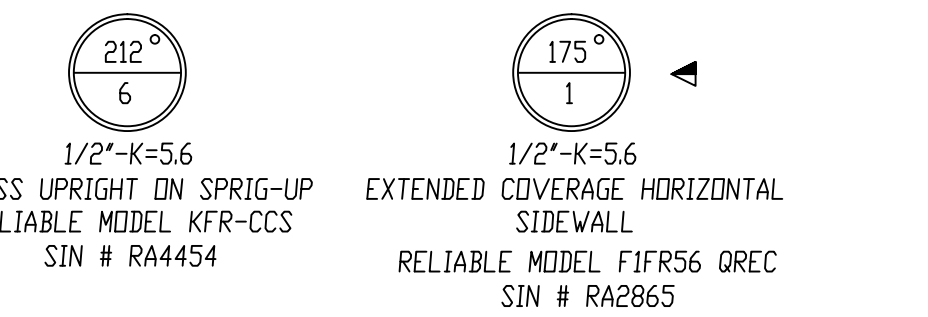 212°
6
1/2"-K=5.6
UPRIGHT ON SPRIG-UP
MODEL KFR-CCS
SIN # RA4454
175°
1
1/2"-K=5.6
EXTENDED COVERAGE HORIZONTAL
SIDEWALL
RELIABLE MODEL F1FR56 QREC
SIN # RA2865